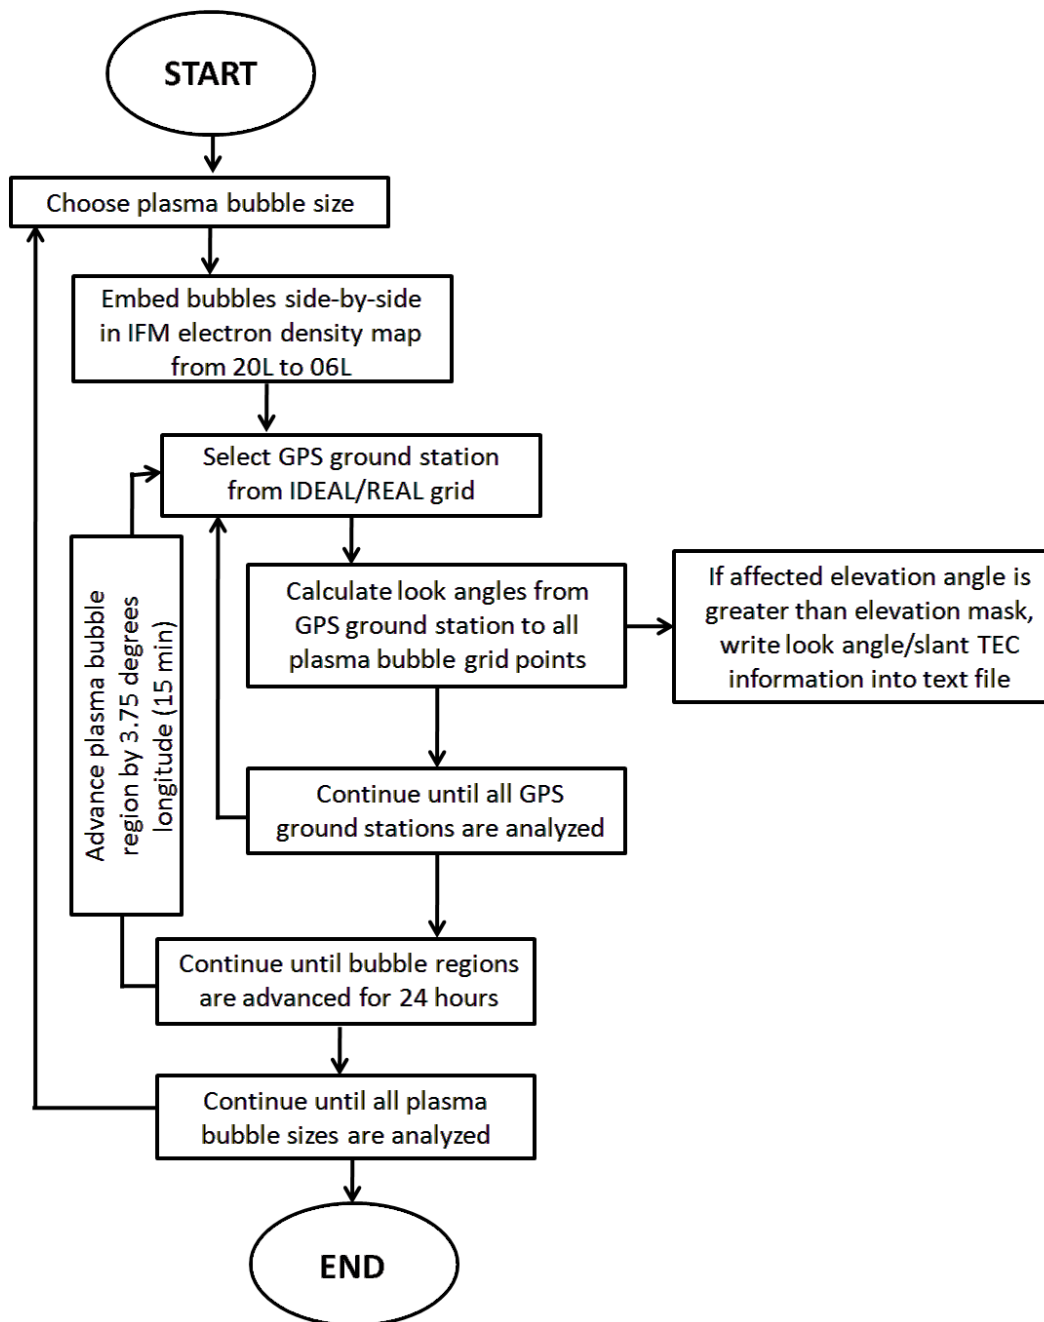 START
Choose plasma bubble size
Embed bubbles side-by-side
in IFM electron density map
from 20L to 06L
Select GPS ground station
from IDEAL/REAL grid
Advance plasma bubble
region by 3.75 degrees
longitude (15 min)
Calculate look angles from
GPS ground station to all
plasma bubble grid points
If affected elevation angle is
greater than elevation mask,
write look angle/slant TEC
information into text file
Continue until all GPS
ground stations are analyzed
Continue until bubble regions
are advanced for 24 hours
Continue until all plasma
bubble sizes are analyzed
END